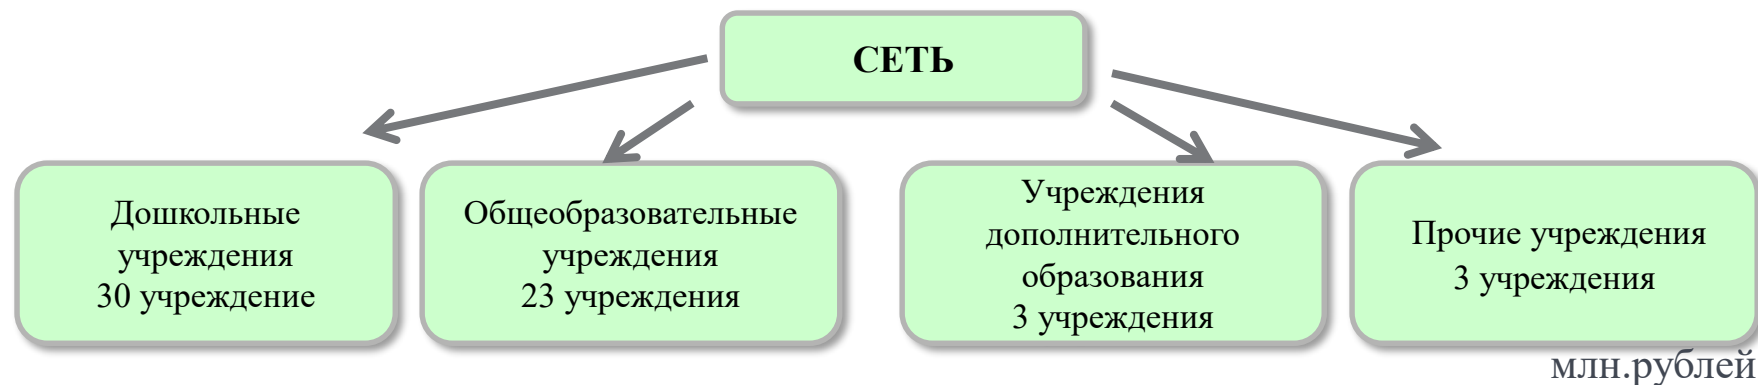 СЕТЬ
Дошкольные
учреждения
30 учреждение
Общеобразовательные
учреждения
23 учреждения
Учреждения
дополнительного
образования
3 учреждения
Прочие учреждения
3 учреждения
млн.рублей